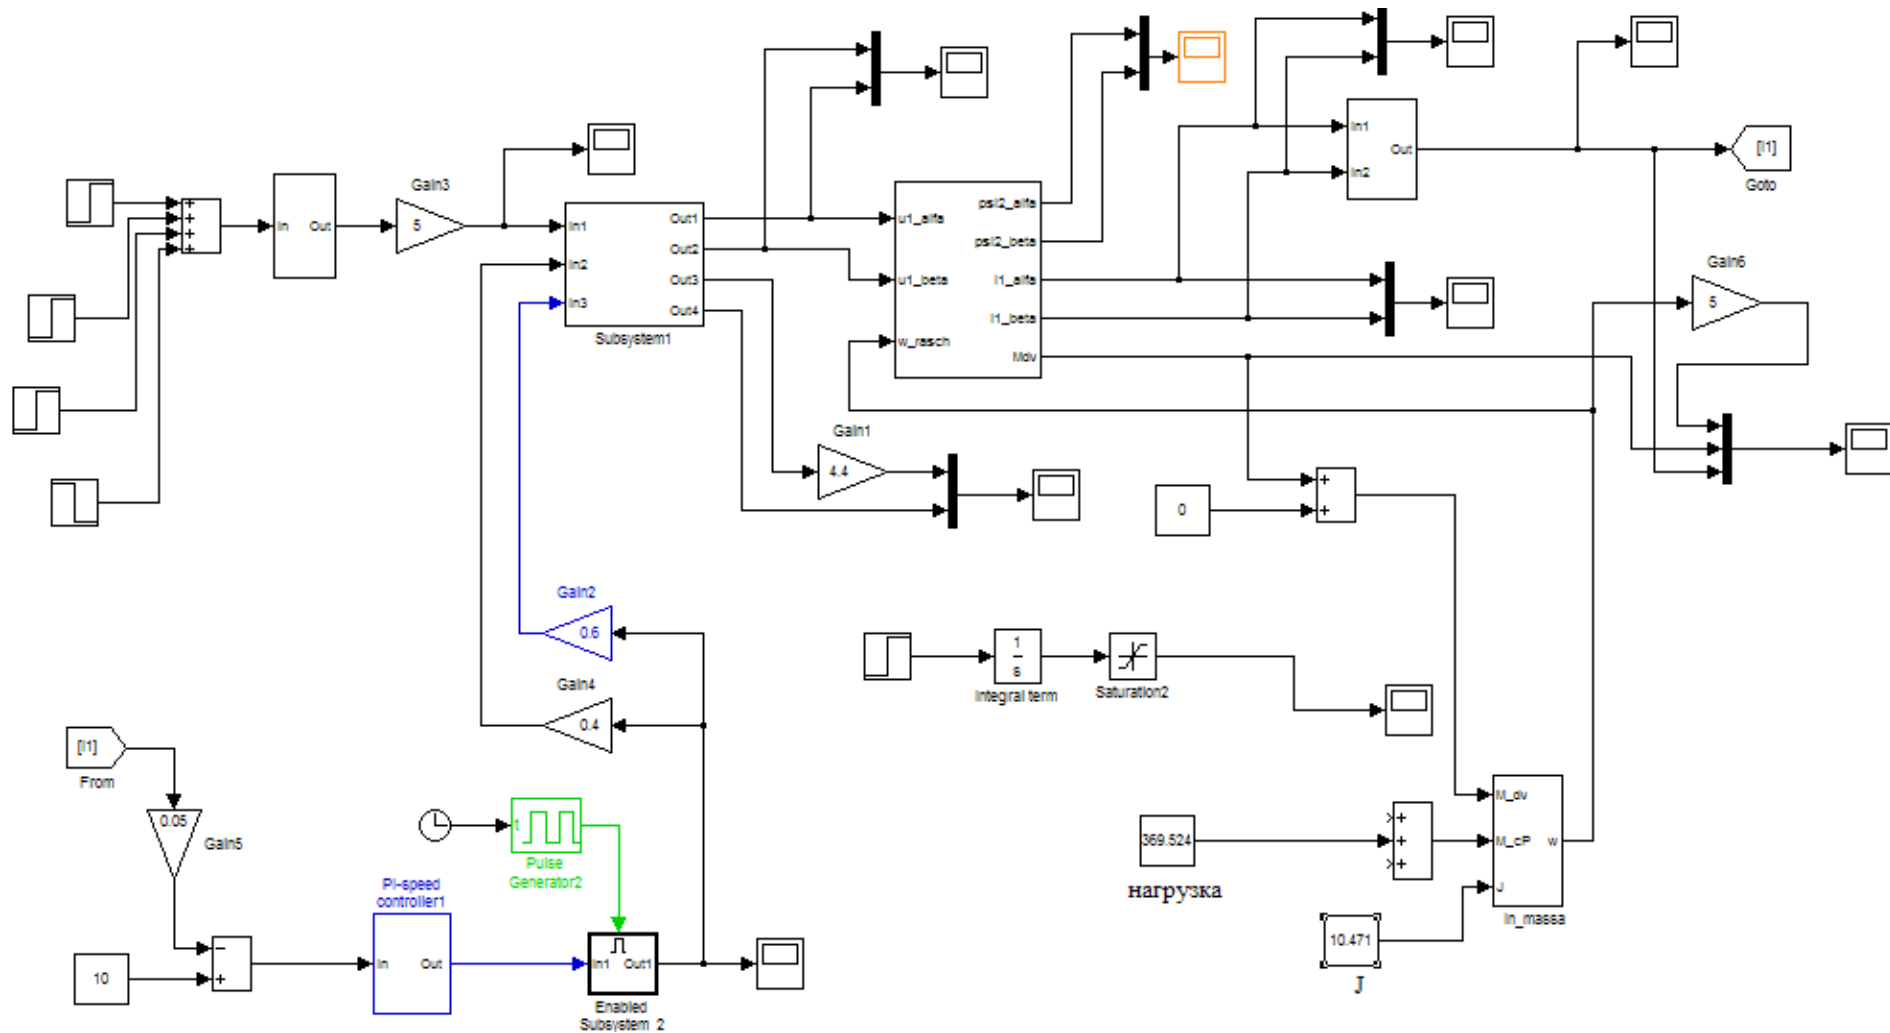 Gain3
5
In
Out
In1
In2
In3
Out1
Out2
Out3
Out4
Subsystem1
u1_alfa
u1_beta
w_rasch
psi2_alfa
psi2_beta
I1_alfa
I1_beta
Mdv
In1
In2
Out
[I1]
Goto
Gain6
5
Gain1
4.4
0
Gain2
0.6
Gain4
0.4
1
s
Integral term
Saturation2
[I1]
From
0.05
Gain5
t
Pulse
Generator2
PI-speed
controller1
In
Out
10
In1
Out1
Enabled
Subsystem 2
369.524
нагрузка
10.471
J
M_dv
M_cP
J
w
In_massa